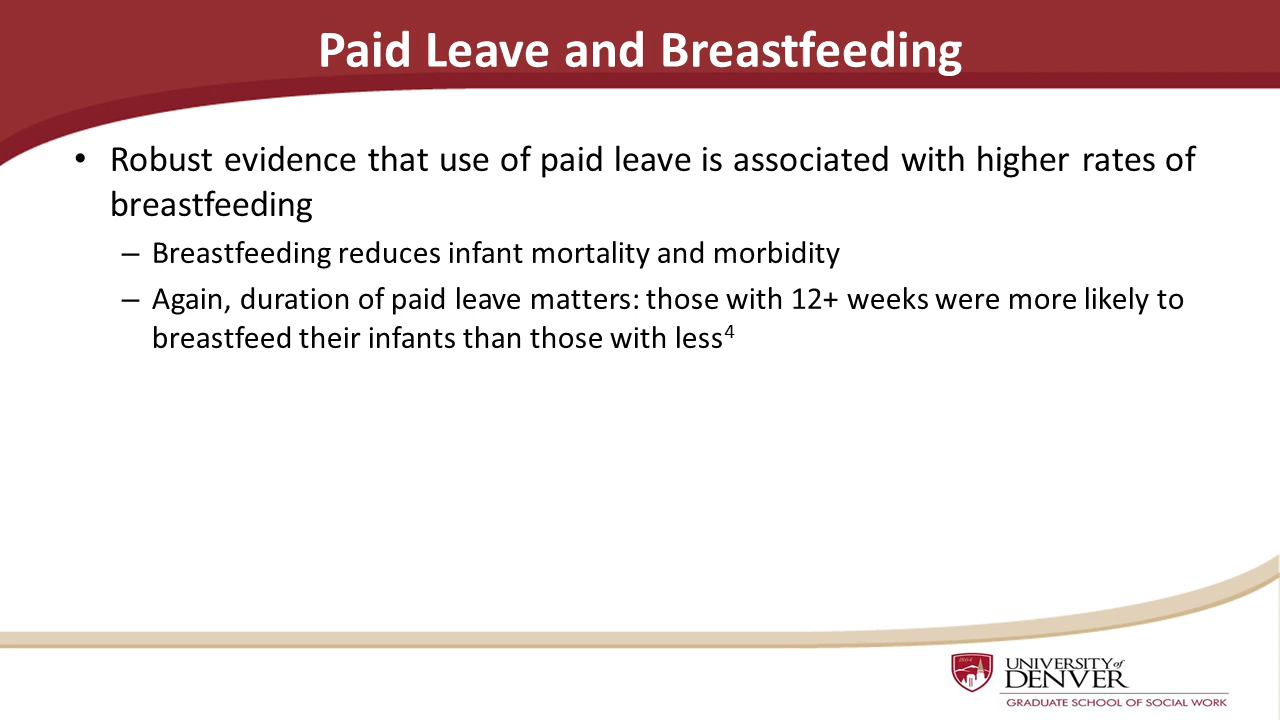 Paid Leave and Breastfeeding
• Robust evidence that use of paid leave is associated with higher rates of
breastfeeding
– Breastfeeding reduces infant mortality and morbidity
– Again, duration of paid leave matters: those with 12+ weeks were more likely to
breastfeed their infants than those with less⁴
UNIVERSITY of
DENVER
GRADUATE SCHOOL OF SOCIAL WORK